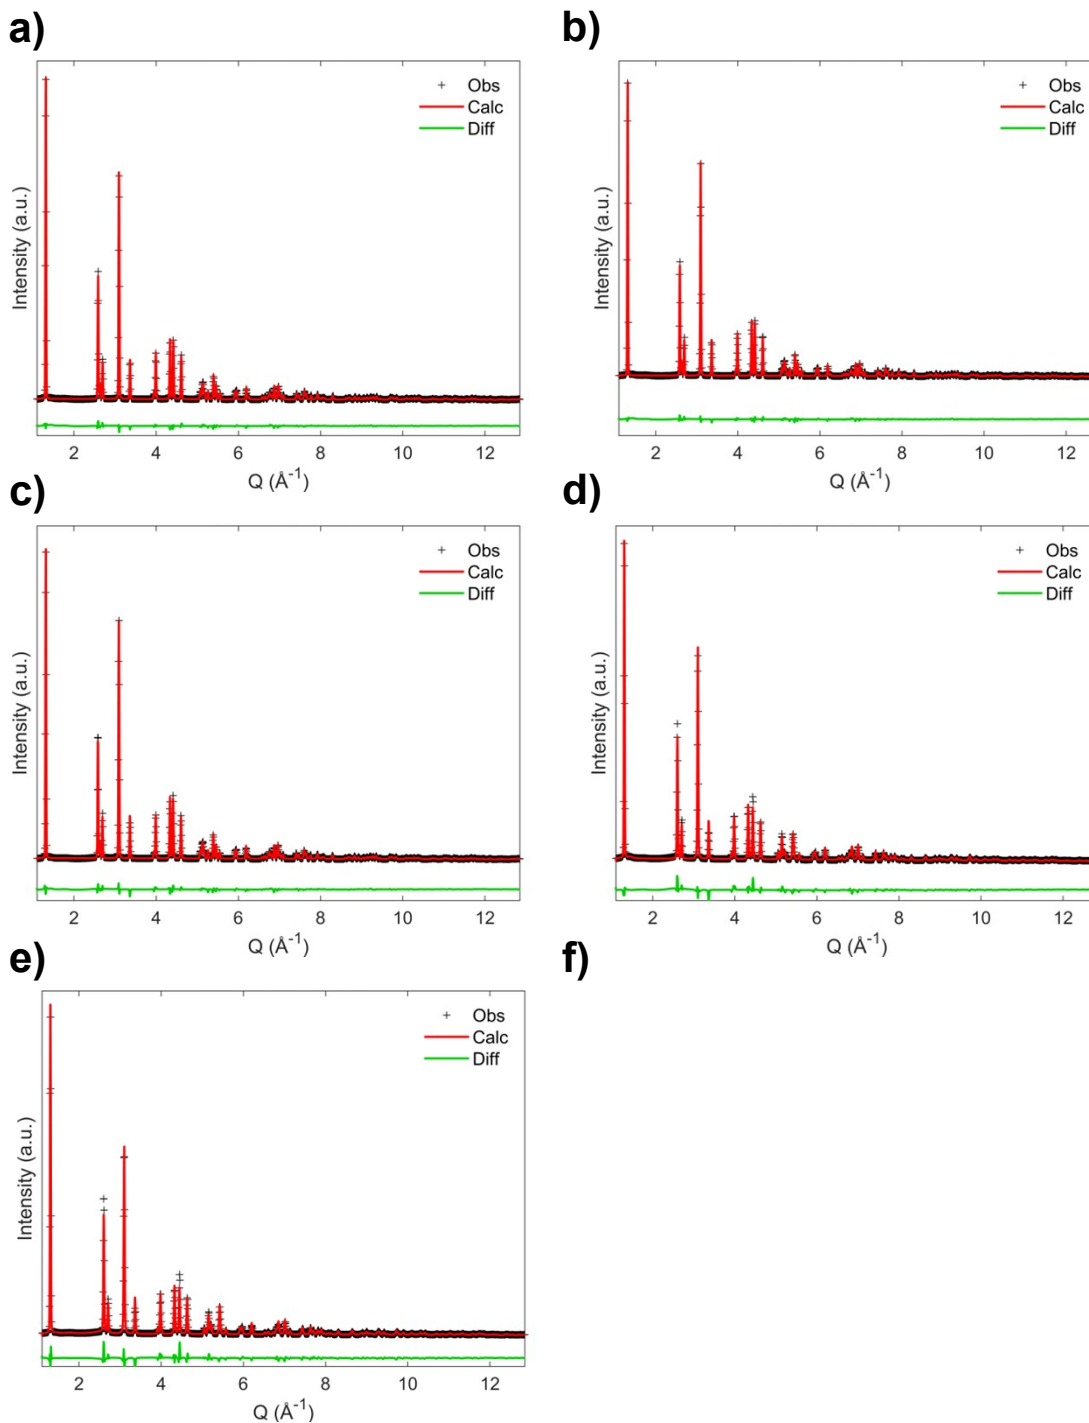 a)
Obs
Calc
Diff
Intensity (a.u.)
2 4 6 8 10 12
Q (Å⁻¹)
b)
Obs
Calc
Diff
Intensity (a.u.)
2 4 6 8 10 12
Q (Å⁻¹)
c)
Obs
Calc
Diff
Intensity (a.u.)
2 4 6 8 10 12
Q (Å⁻¹)
d)
Obs
Calc
Diff
Intensity (a.u.)
2 4 6 8 10 12
Q (Å⁻¹)
e)
Obs
Calc
Diff
Intensity (a.u.)
2 4 6 8 10 12
Q (Å⁻¹)
f)